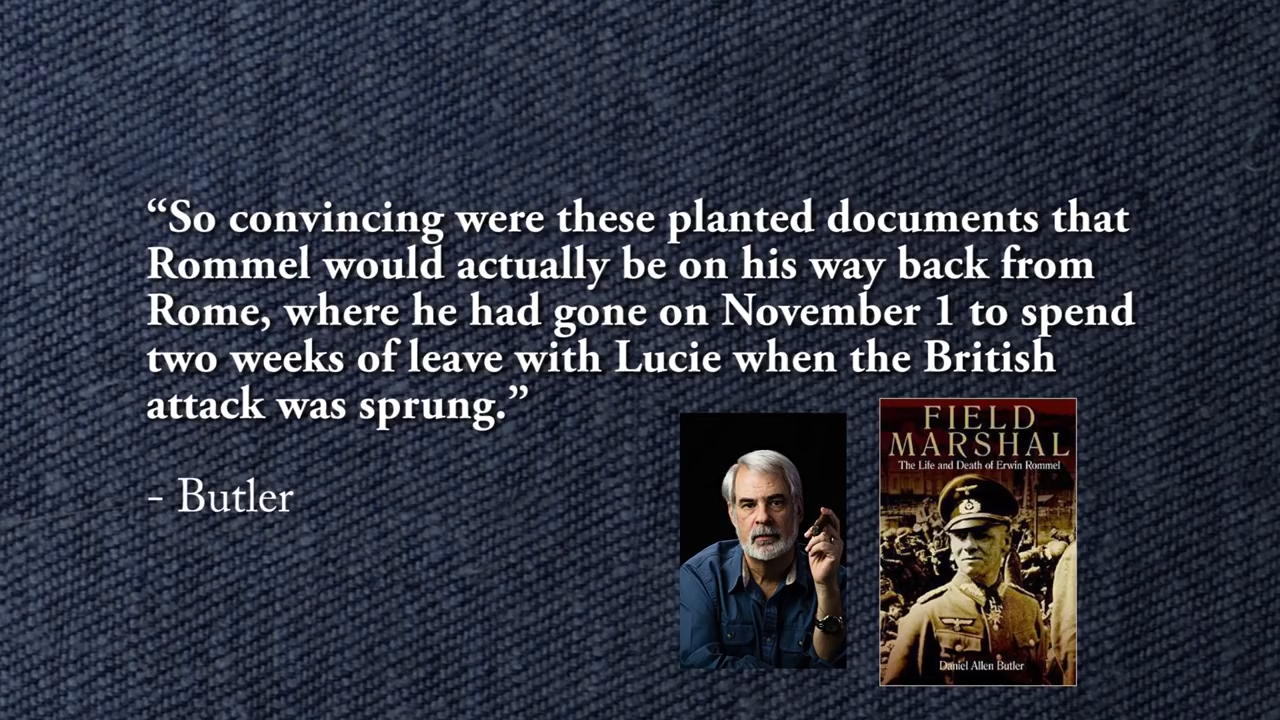 “So convincing were these planted documents that
Rommel would actually be on his way back from
Rome, where he had gone on November 1 to spend
two weeks of leave with Lucie when the British
attack was sprung.”
- Butler
FIELD
MARSHAL
The Life and Death of Erwin Rommel
Daniel Allen Butler